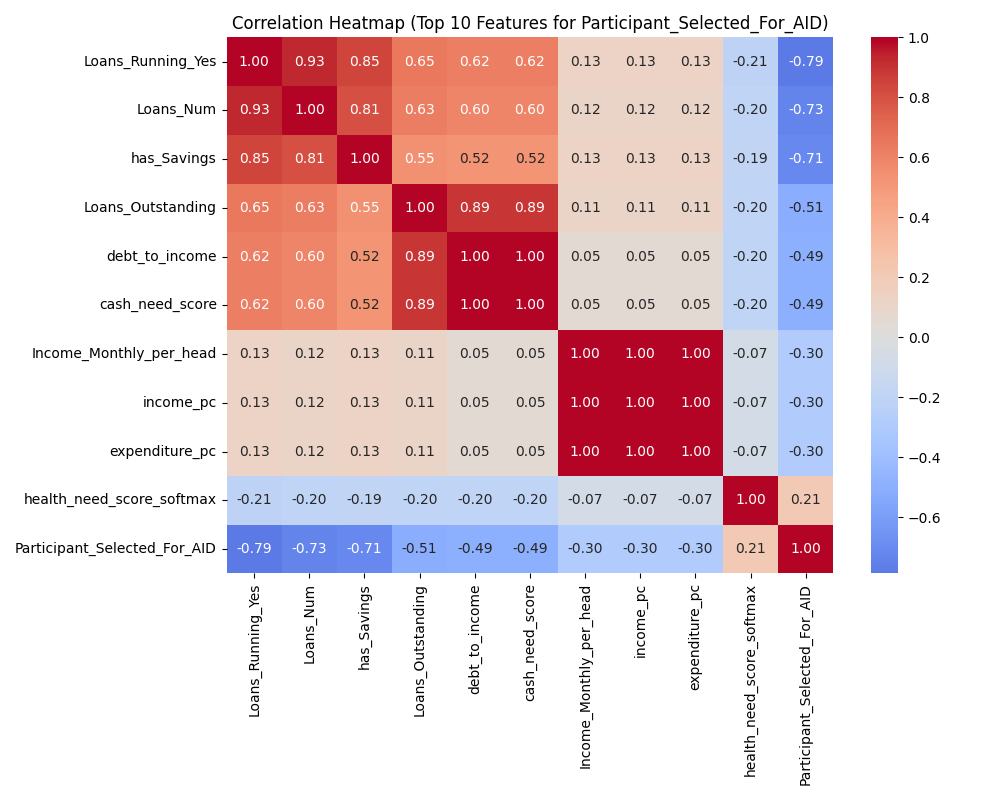 Correlation Heatmap (Top 10 Features for Participant_Selected_For_AID)
Loans_Running_Yes 1.00 0.93 0.85 0.65 0.62 0.62 0.13 0.13 0.13 -0.21 -0.79
Loans_Num 0.93 1.00 0.81 0.63 0.60 0.60 0.12 0.12 0.12 -0.20 -0.73
has_Savings 0.85 0.81 1.00 0.55 0.52 0.52 0.13 0.13 0.13 -0.19 -0.71
Loans_Outstanding 0.65 0.63 0.55 1.00 0.89 0.89 0.11 0.11 0.11 -0.20 -0.51
debt_to_income 0.62 0.60 0.52 0.89 1.00 1.00 0.05 0.05 0.05 -0.20 -0.49
cash_need_score 0.62 0.60 0.52 0.89 1.00 1.00 0.05 0.05 0.05 -0.20 -0.49
Income_Monthly_per_head 0.13 0.12 0.13 0.11 0.05 0.05 1.00 1.00 1.00 -0.07 -0.30
income_pc 0.13 0.12 0.13 0.11 0.05 0.05 1.00 1.00 1.00 -0.07 -0.30
expenditure_pc 0.13 0.12 0.13 0.11 0.05 0.05 1.00 1.00 1.00 -0.07 -0.30
health_need_score_softmax -0.21 -0.20 -0.19 -0.20 -0.20 -0.20 -0.07 -0.07 -0.07 1.00 0.21
Participant_Selected_For_AID -0.79 -0.73 -0.71 -0.51 -0.49 -0.49 -0.30 -0.30 -0.30 0.21 1.00
Loans_Running_Yes
Loans_Num
has_Savings
Loans_Outstanding
debt_to_income
cash_need_score
Income_Monthly_per_head
income_pc
expenditure_pc
health_need_score_softmax
Participant_Selected_For_AID
1.0
0.8
0.6
0.4
0.2
0.0
−0.2
−0.4
−0.6